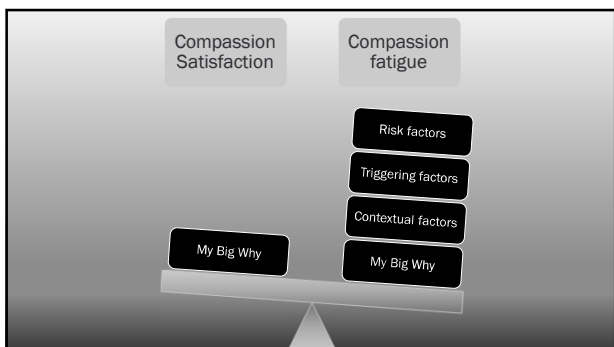 Compassion
Satisfaction
Compassion
fatigue
Risk factors
Triggering factors
Contextual factors
My Big Why
My Big Why